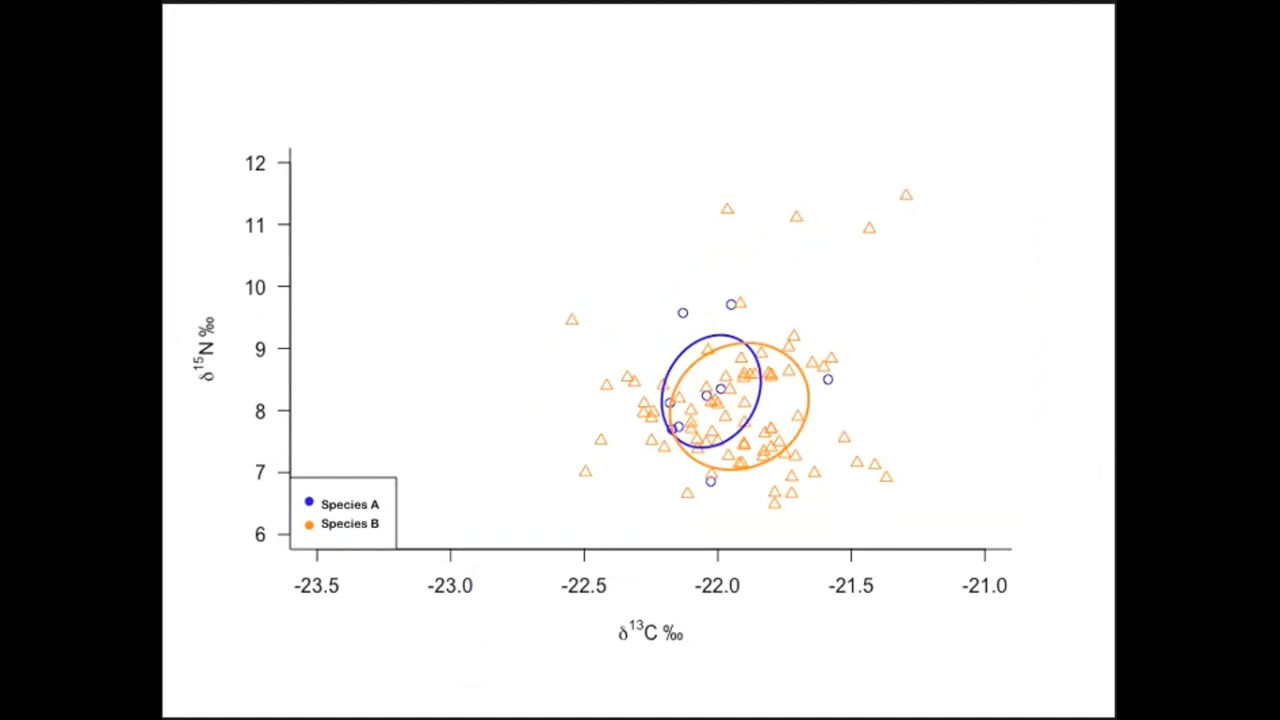 12
11
10
9
8
7
6
δ¹⁵N ‰
Species A
Species B
-23.5 -23.0 -22.5 -22.0 -21.5 -21.0
δ¹³C ‰